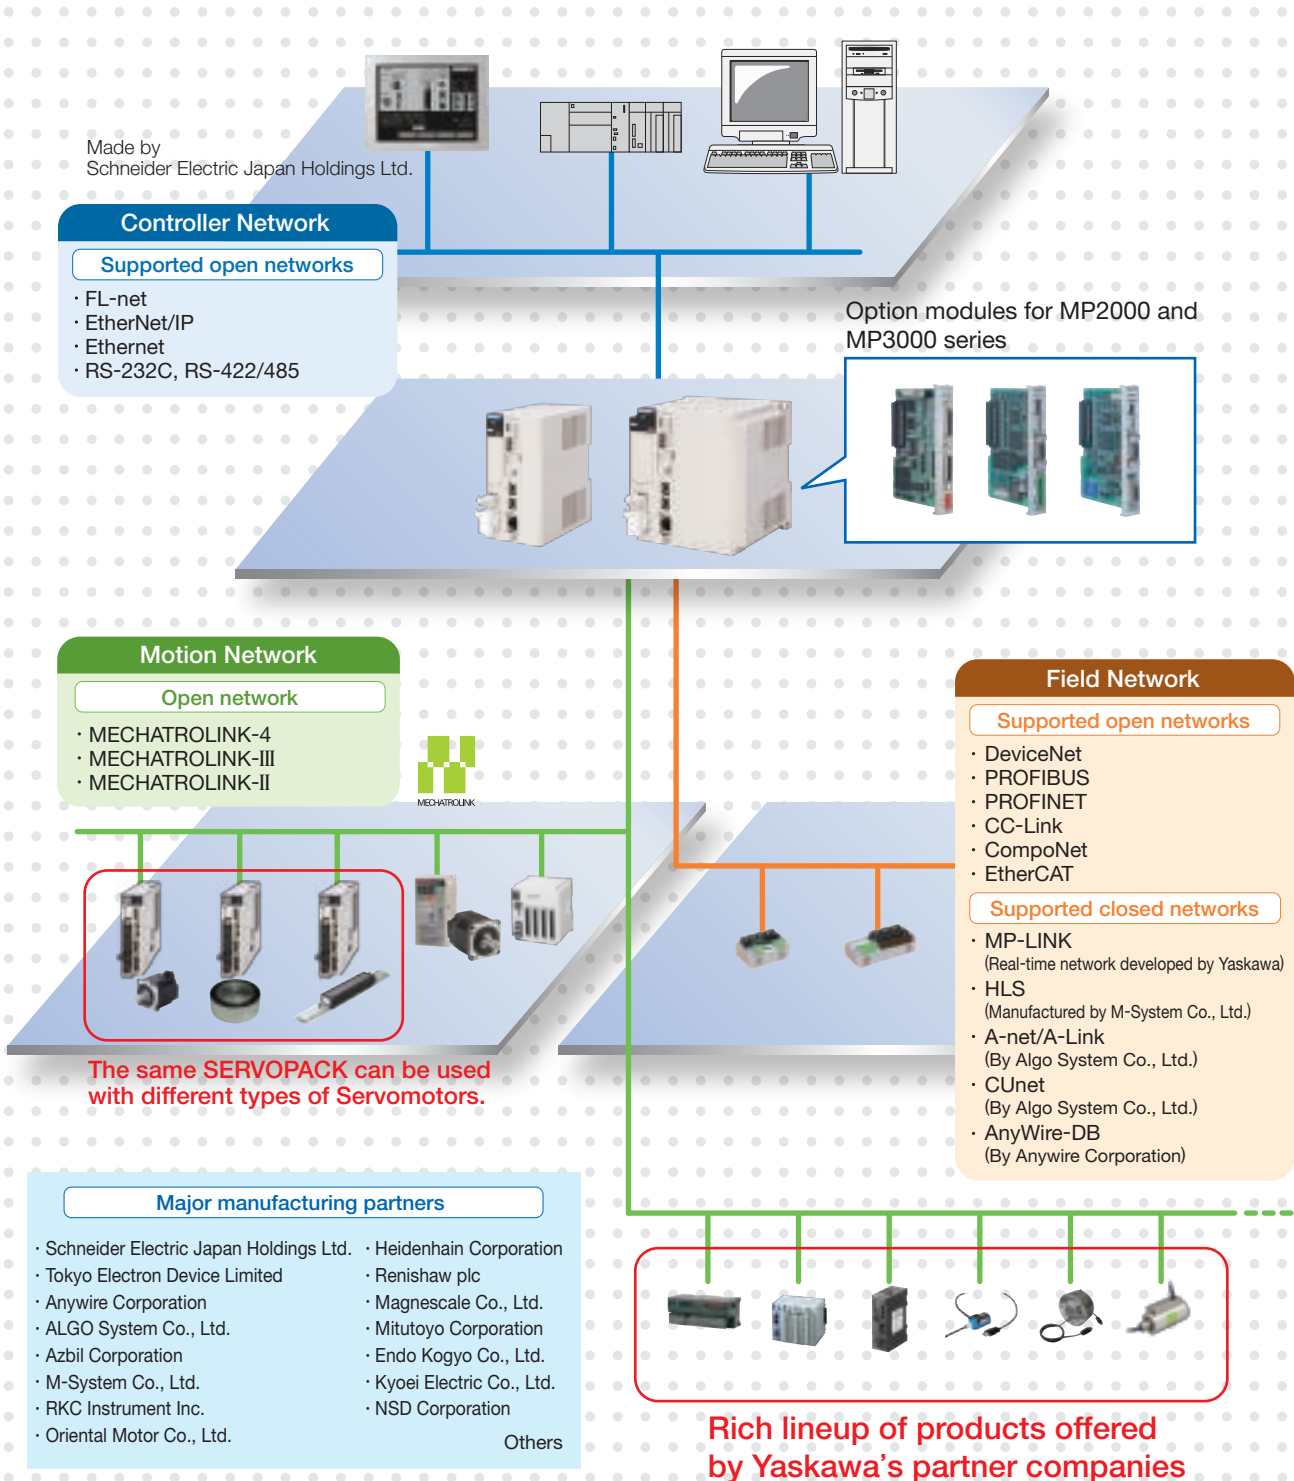 Made by
Schneider Electric Japan Holdings Ltd.
Controller Network
Supported open networks
・FL-net
・EtherNet/IP
・Ethernet
・RS-232C, RS-422/485
Option modules for MP2000 and
MP3000 series
Motion Network
Open network
・MECHATROLINK-4
・MECHATROLINK-III
・MECHATROLINK-II
MECHATROLINK
Field Network
Supported open networks
・DeviceNet
・PROFIBUS
・PROFINET
・CC-Link
・CompoNet
・EtherCAT
Supported closed networks
・MP-LINK
(Real-time network developed by Yaskawa)
・HLS
(Manufactured by M-System Co., Ltd.)
・A-net/A-Link
(By Algo System Co., Ltd.)
・CUnet
(By Algo System Co., Ltd.)
・AnyWire-DB
(By Anywire Corporation)
The same SERVOPACK can be used
with different types of Servomotors.
Major manufacturing partners
・Schneider Electric Japan Holdings Ltd.
・Tokyo Electron Device Limited
・Anywire Corporation
・ALGO System Co., Ltd.
・Azbil Corporation
・M-System Co., Ltd.
・RKC Instrument Inc.
・Oriental Motor Co., Ltd.
・Heidenhain Corporation
・Renishaw plc
・Magnescale Co., Ltd.
・Mitutoyo Corporation
・Endo Kogyo Co., Ltd.
・Kyoei Electric Co., Ltd.
・NSD Corporation
Others
Rich lineup of products offered
by Yaskawa's partner companies